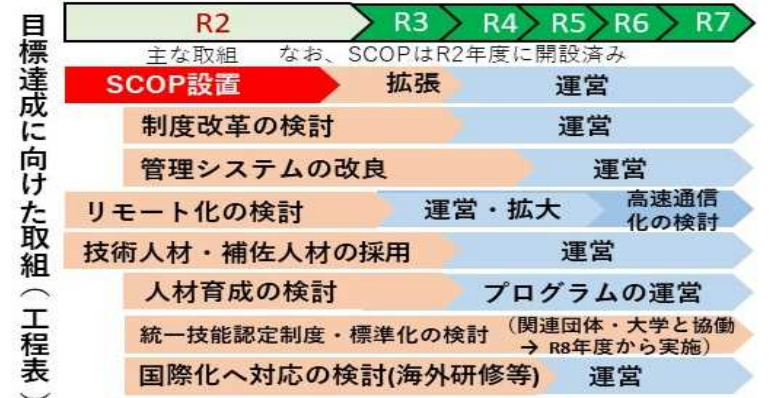 目標達成に向けた取組（工程表）
R2 R3 R4 R5 R6 R7
主な取組 なお、SCOPはR2年度に開設済み
SCOP設置 拡張 運営
制度改革の検討 運営
管理システムの改良 運営
リモート化の検討 運営・拡大 高速通信
化の検討
技術人材・補佐人材の採用 運営
人材育成の検討 プログラムの運営
統一技能認定制度・標準化の検討 （関連団体・大学と協働
→ R8年度から実施）
国際化へ対応の検討(海外研修等) 運営